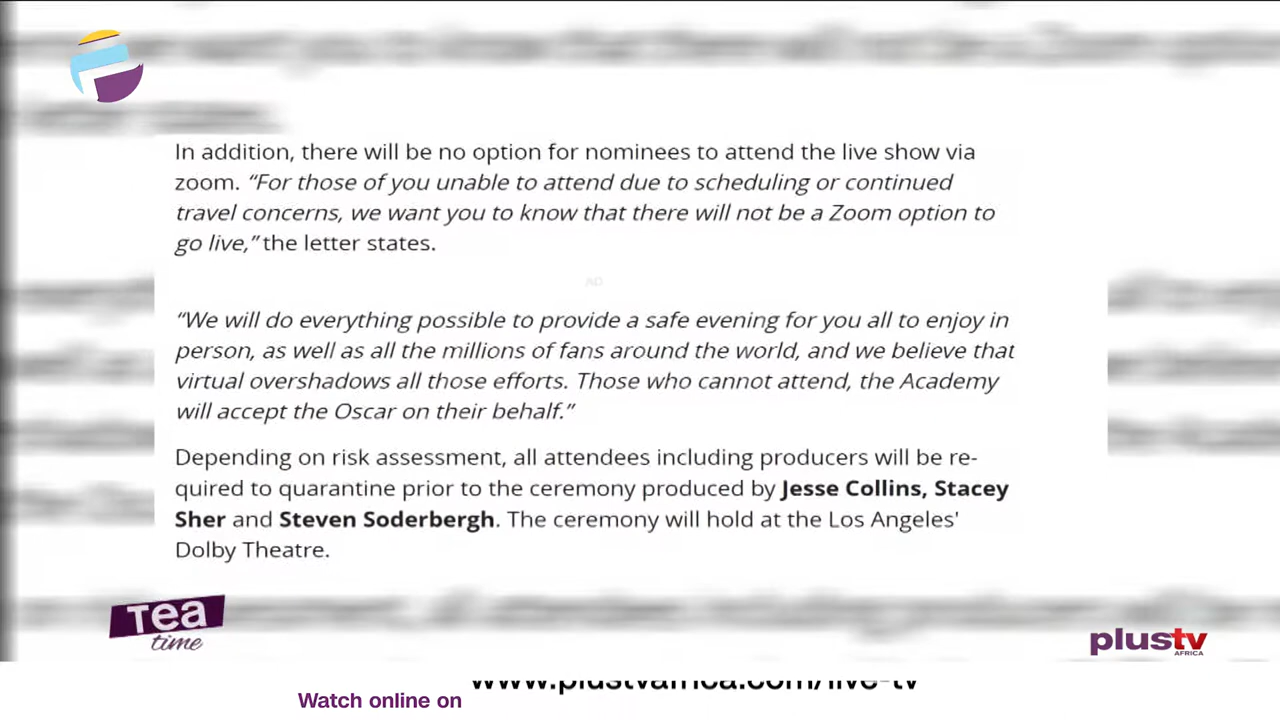 In addition, there will be no option for nominees to attend the live show via
zoom. “For those of you unable to attend due to scheduling or continued
travel concerns, we want you to know that there will not be a Zoom option to
go live,” the letter states.
AD
“We will do everything possible to provide a safe evening for you all to enjoy in
person, as well as all the millions of fans around the world, and we believe that
virtual overshadows all those efforts. Those who cannot attend, the Academy
will accept the Oscar on their behalf.”
Depending on risk assessment, all attendees including producers will be re-
quired to quarantine prior to the ceremony produced by Jesse Collins, Stacey
Sher and Steven Soderbergh. The ceremony will hold at the Los Angeles'
Dolby Theatre.
Tea
time
plustv
AFRICA
Watch online on www.plustvafrica.com/live-tv